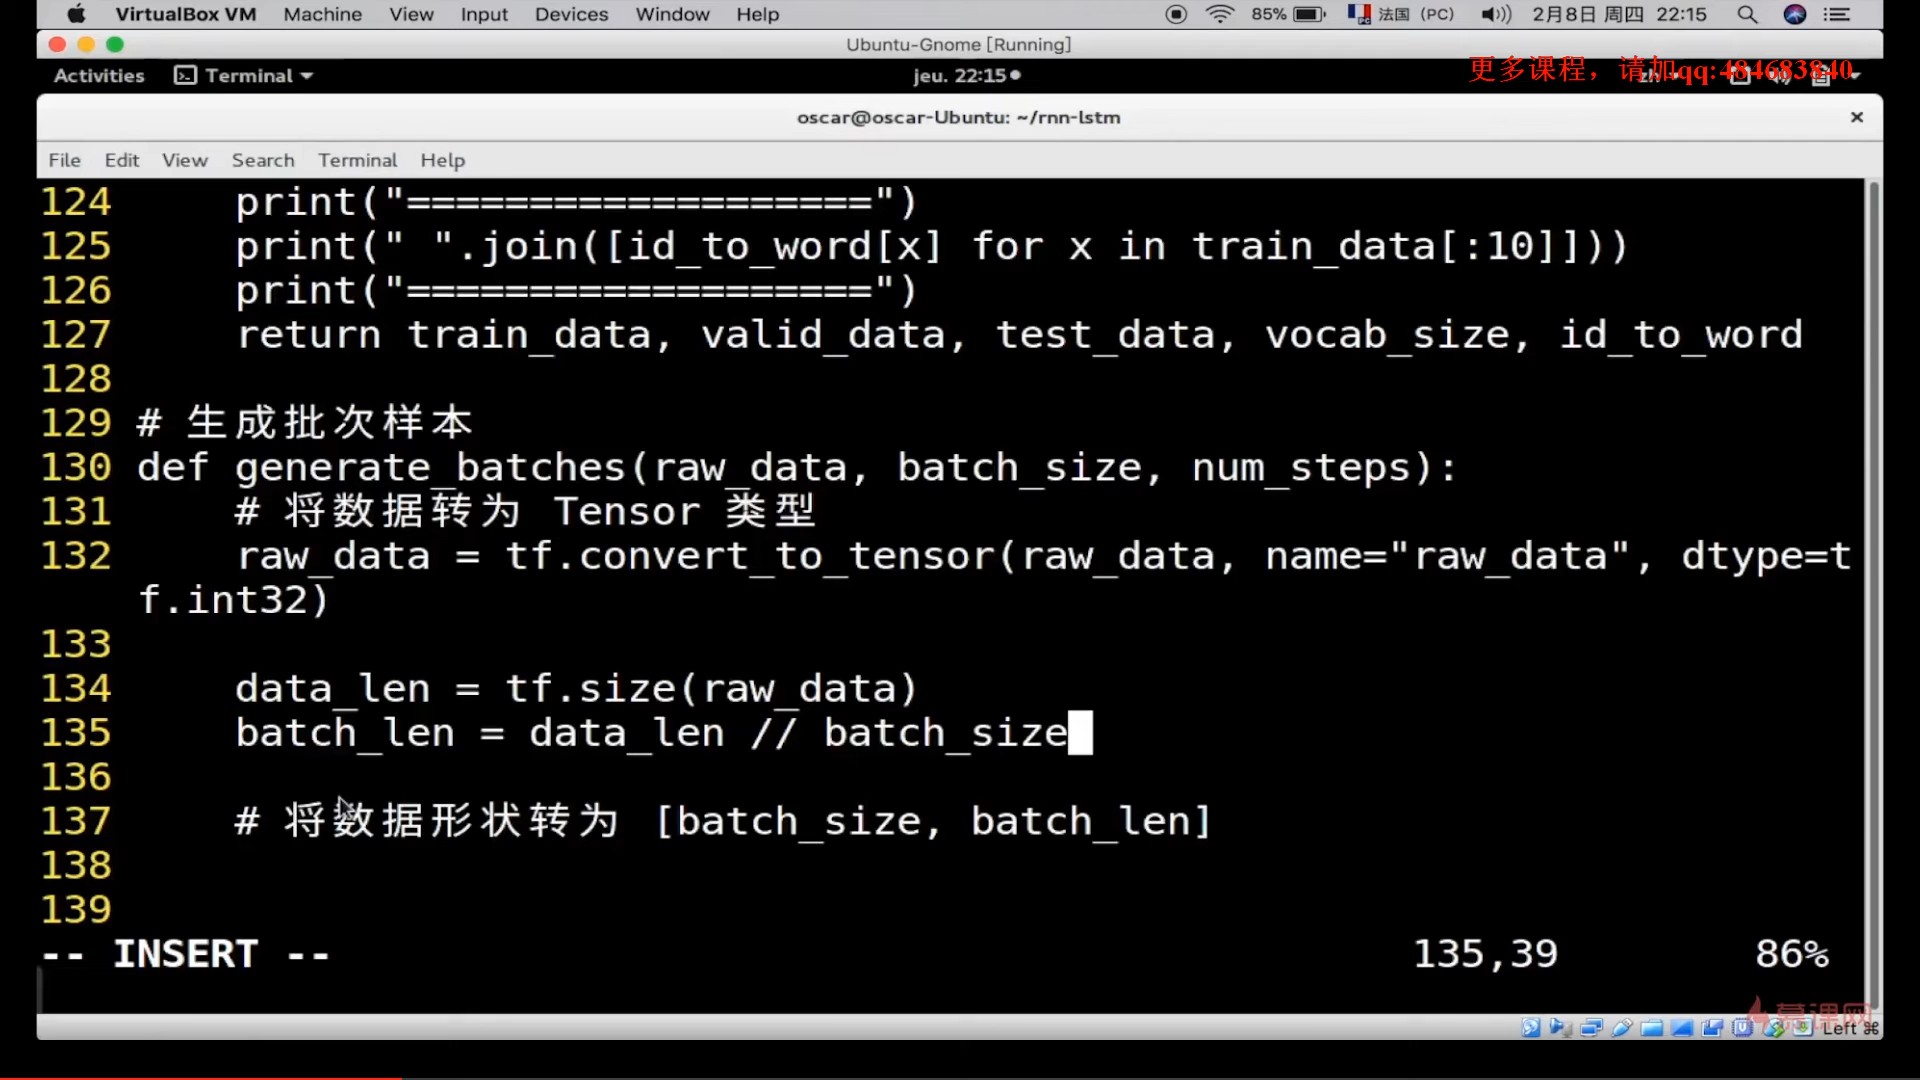 VirtualBox VM Machine View Input Devices Window Help 85% 法国 (PC) 2月8日 周四 22:15
Ubuntu-Gnome [Running]
Activities Terminal jeu. 22:15 更多课程，请加qq:484683840
oscar@oscar-Ubuntu: ~/rnn-lstm
File Edit View Search Terminal Help
124 print("===================")
125 print(" ".join([id_to_word[x] for x in train_data[:10]]))
126 print("===================")
127 return train_data, valid_data, test_data, vocab_size, id_to_word
128
129 # 生成批次样本
130 def generate_batches(raw_data, batch_size, num_steps):
131 # 将数据转为 Tensor 类型
132 raw_data = tf.convert_to_tensor(raw_data, name="raw_data", dtype=t
f.int32)
133
134 data_len = tf.size(raw_data)
135 batch_len = data_len // batch_size
136
137 # 将数据形状转为 [batch_size, batch_len]
138
139
-- INSERT -- 135,39 86%
慕课网
Left ⌘